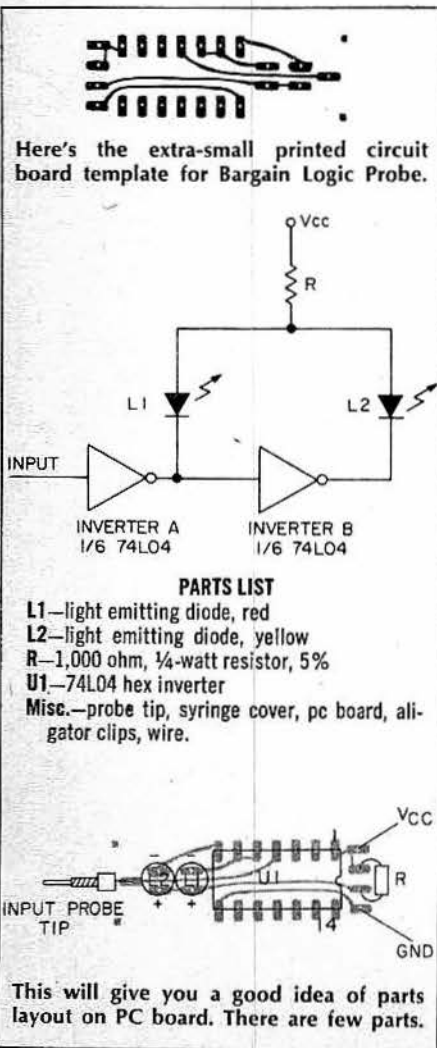 Here's the extra-small printed circuit
board template for Bargain Logic Probe.
Vcc
R
L1
L2
INPUT
INVERTER A
1/6 74L04
INVERTER B
1/6 74L04
PARTS LIST
L1—light emitting diode, red
L2—light emitting diode, yellow
R—1,000 ohm, ¼-watt resistor, 5%
U1—74L04 hex inverter
Misc.—probe tip, syringe cover, pc board, ali-
gator clips, wire.
VCC
1
- -
L2 L1
U1
R
INPUT PROBE
TIP
+ +
14
GND
This will give you a good idea of parts
layout on PC board. There are few parts.